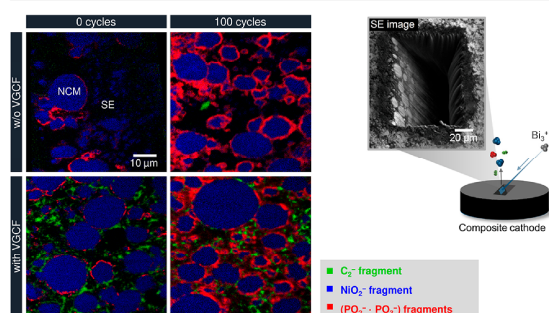 0 cycles
100 cycles
w/o VGCF
NCM
SE
10 µm
with VGCF
SE image
20 µm
Bi₃⁺
Composite cathode
C₂⁻ fragment
NiO₂⁻ fragment
(PO₂⁻ · PO₃⁻) fragments